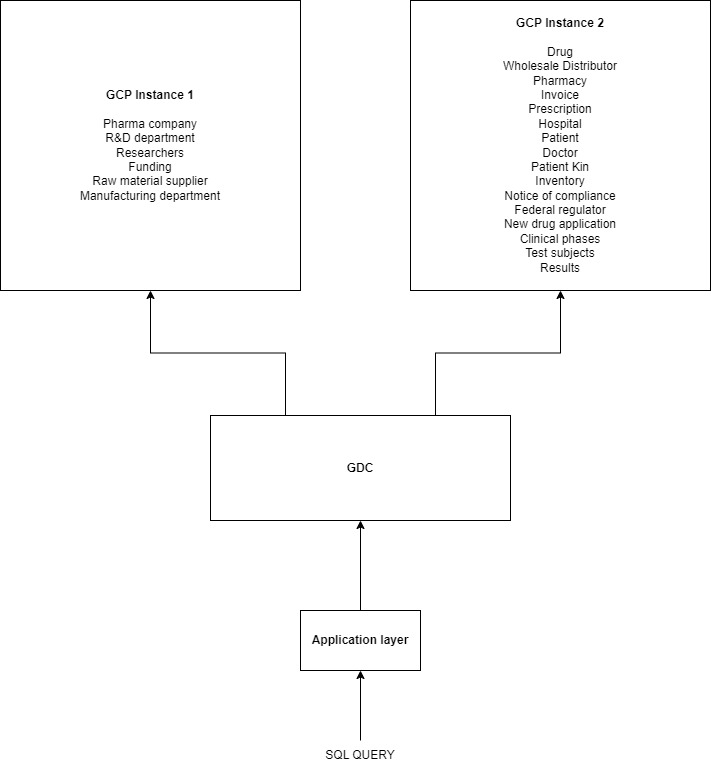 GCP Instance 1
Pharma company
R&D department
Researchers
Funding
Raw material supplier
Manufacturing department
GCP Instance 2
Drug
Wholesale Distributor
Pharmacy
Invoice
Prescription
Hospital
Patient
Doctor
Patient Kin
Inventory
Notice of compliance
Federal regulator
New drug application
Clinical phases
Test subjects
Results
GDC
Application layer
SQL QUERY